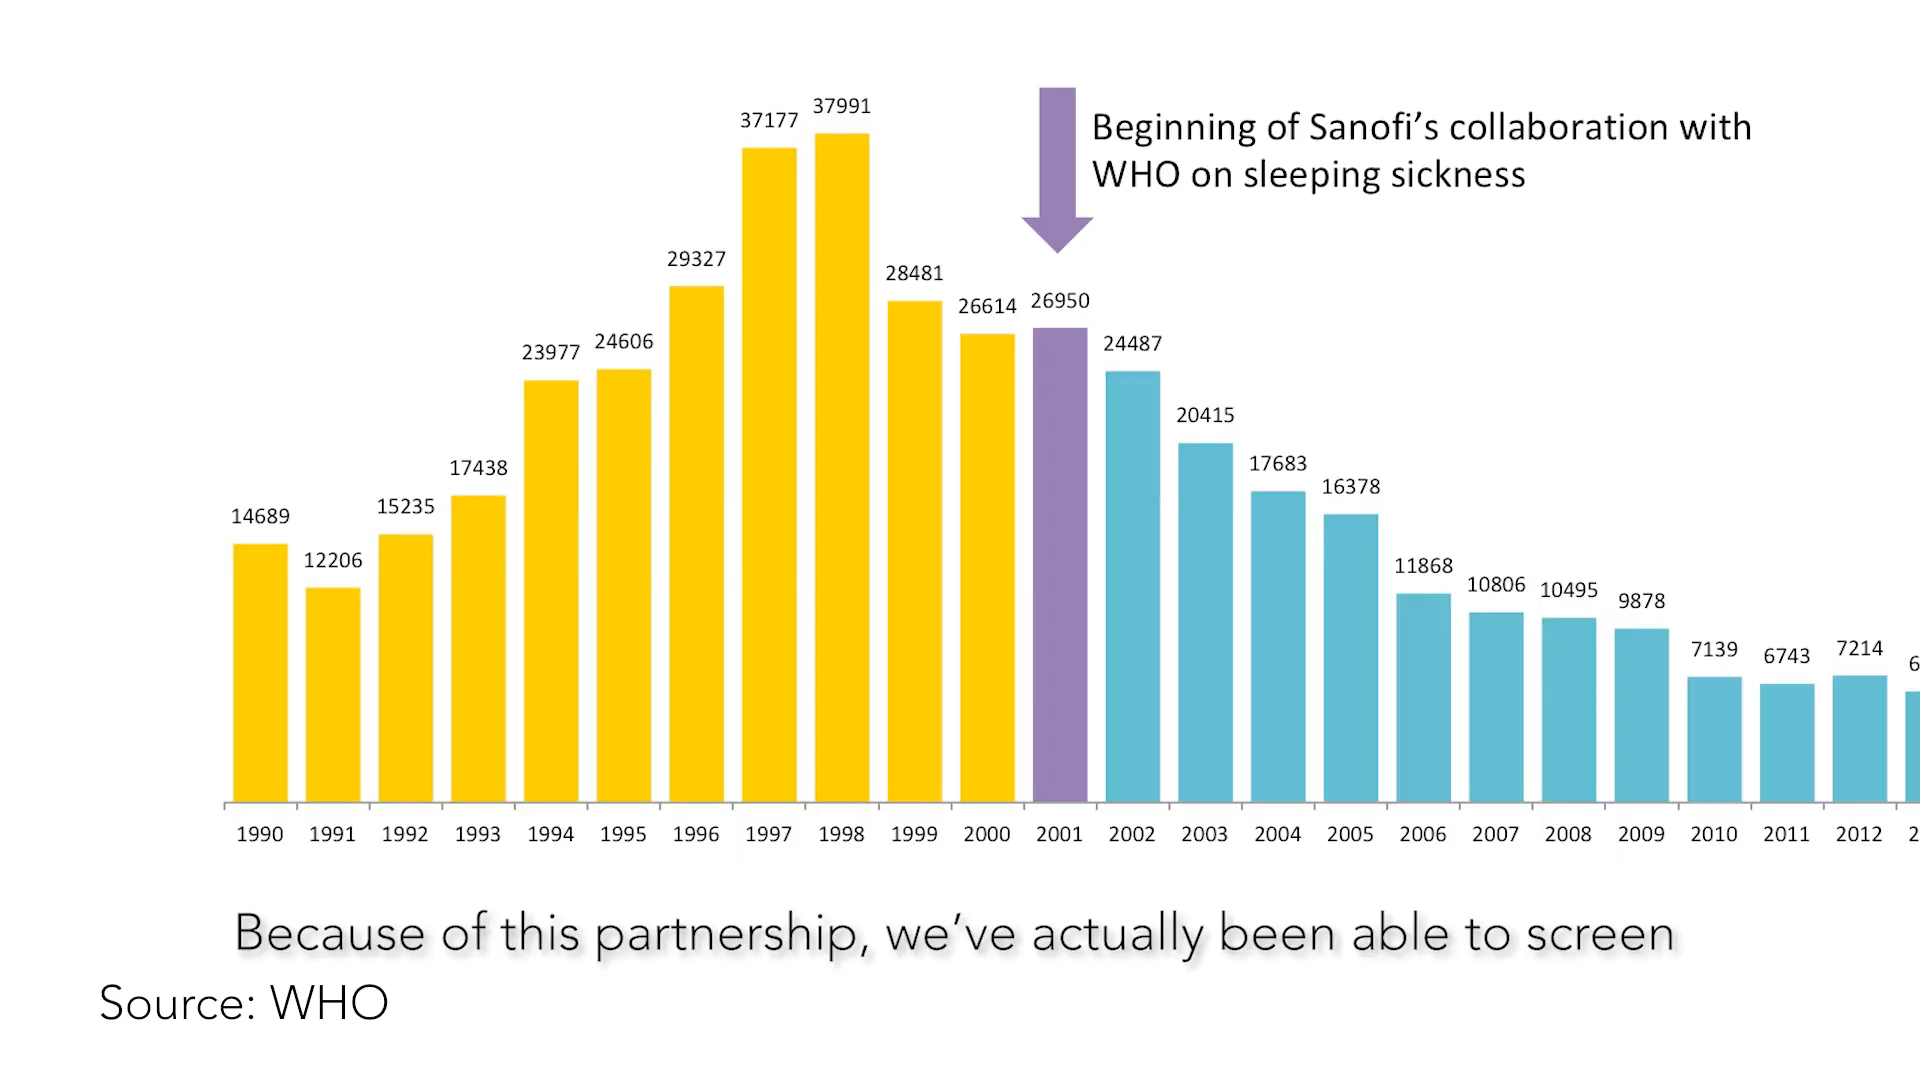 37991
37177
Beginning of Sanofi’s collaboration with
WHO on sleeping sickness
29327
28481
26614 26950
24487
23977 24606
20415
17438
17683
16378
14689
15235
12206
11868
10806 10495 9878
7139 6743 7214
1990 1991 1992 1993 1994 1995 1996 1997 1998 1999 2000 2001 2002 2003 2004 2005 2006 2007 2008 2009 2010 2011 2012
Because of this partnership, we’ve actually been able to screen
Source: WHO